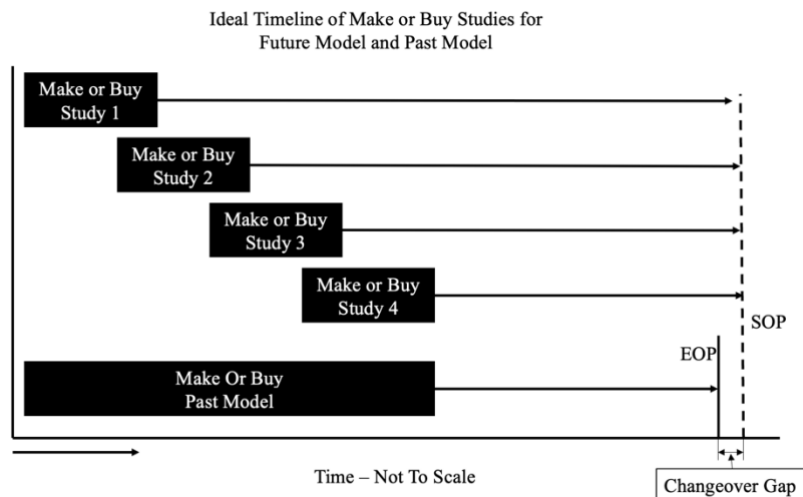 Ideal Timeline of Make or Buy Studies for
Future Model and Past Model
Make or Buy
Study 1
Make or Buy
Study 2
Make or Buy
Study 3
Make or Buy
Study 4
SOP
EOP
Make Or Buy
Past Model
Time – Not To Scale
Changeover Gap